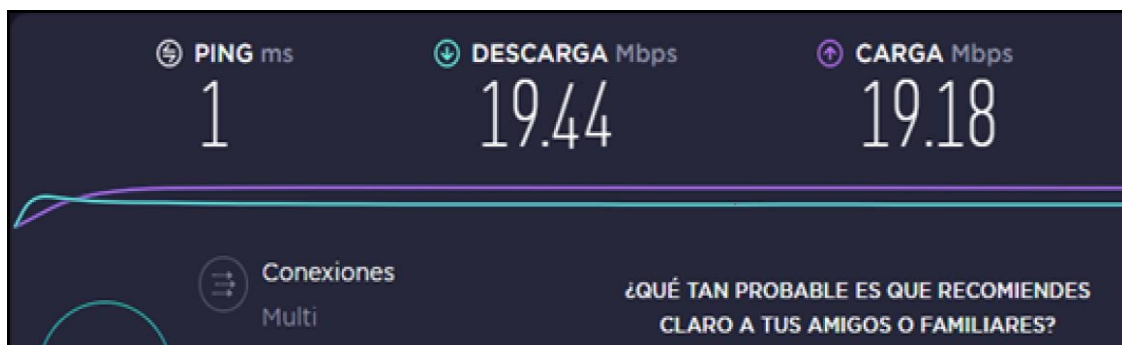 PING ms
DESCARGA Mbps
CARGA Mbps
1
19.44
19.18
Conexiones
Multi
¿QUÉ TAN PROBABLE ES QUE RECOMIENDES
CLARO A TUS AMIGOS O FAMILIARES?